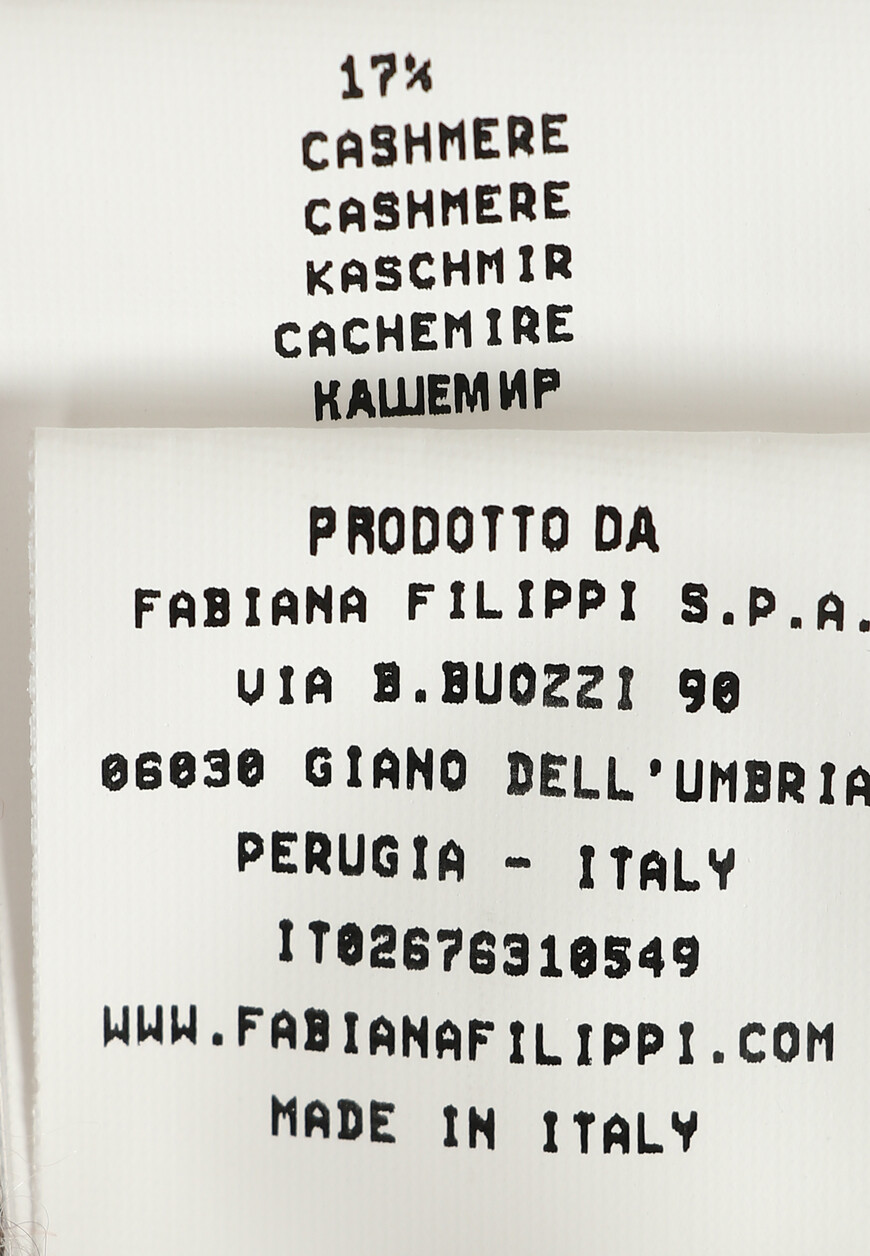 17%
CASHMERE
CASHMERE
KASCHMIR
CACHEMIRE
КАШЕМИР
PRODOTTO DA
FABIANA FILIPPI S.P.A.
VIA B.BUOZZI 90
06030 GIANO DELL'UMBRIA
PERUGIA - ITALY
IT02676310549
WWW.FABIANAFILIPPI.COM
MADE IN ITALY